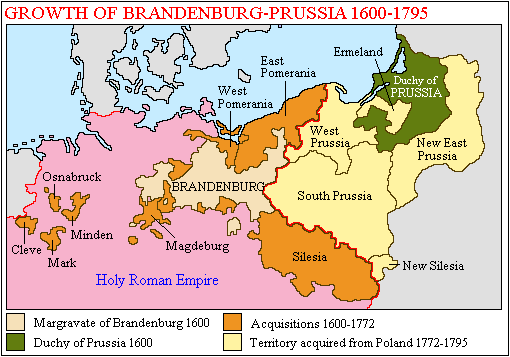 GROWTH OF BRANDENBURG-PRUSSIA 1600-1795
Ermeland
East
Pomerania
Duchy of
PRUSSIA
West
Pomerania
West
Prussia
New East
Prussia
Osnabruck
BRANDENBURG
South Prussia
Minden
Cleve
Mark
Magdeburg
Silesia
New Silesia
Holy Roman Empire
Margravate of Brandenburg 1600
Acquisitions 1600-1772
Duchy of Prussia 1600
Territory acquired from Poland 1772-1795